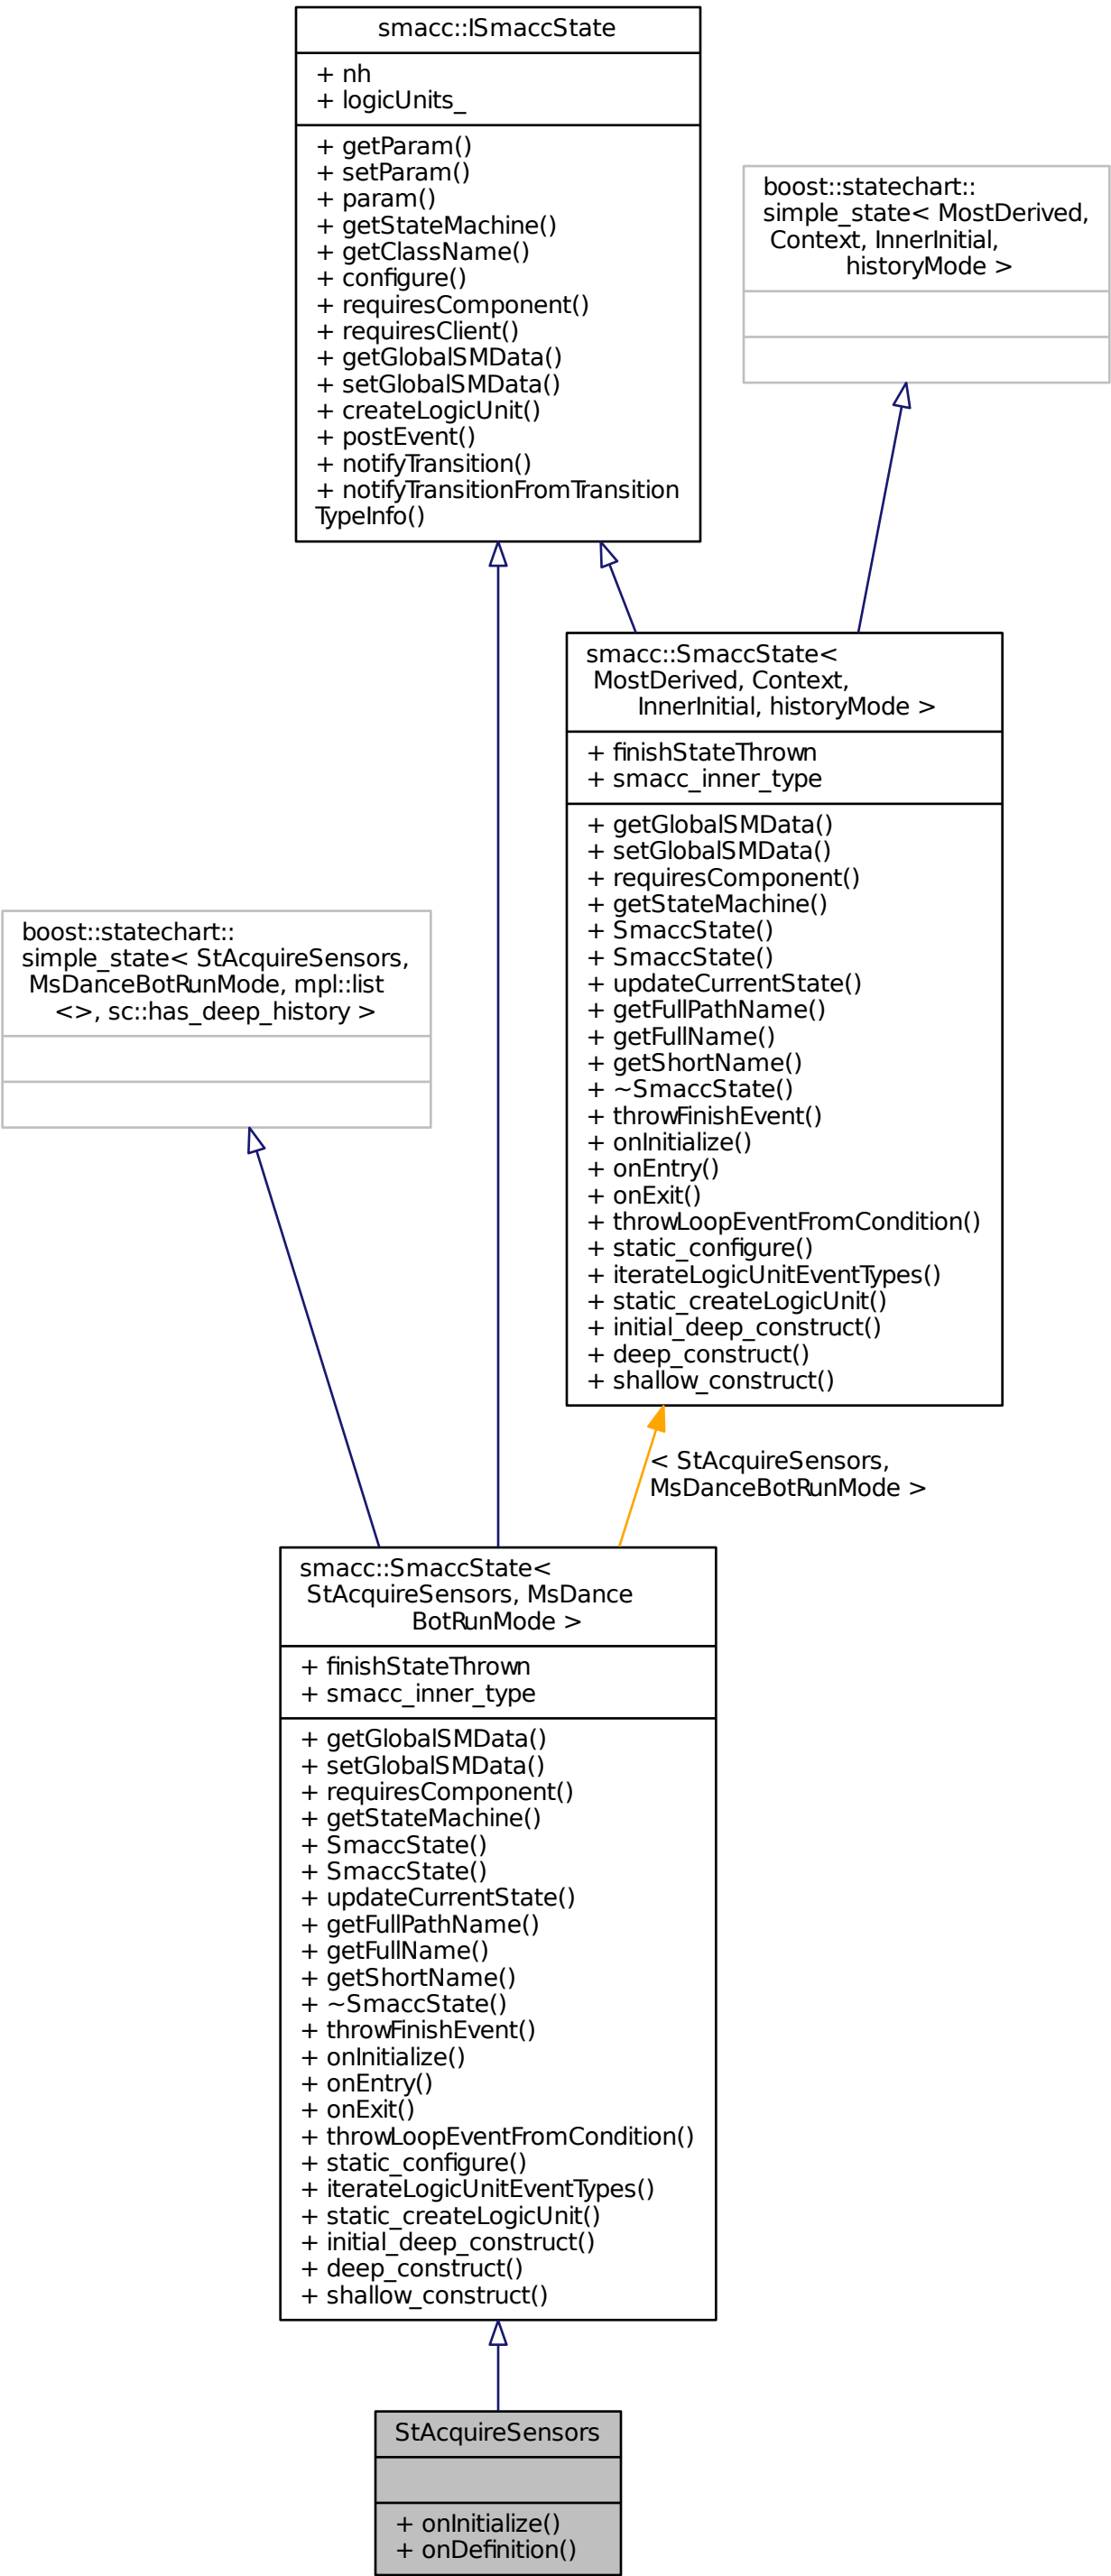 smacc::ISmaccState
+ nh
+ logicUnits_
+ getParam()
+ setParam()
+ param()
+ getStateMachine()
+ getClassName()
+ configure()
+ requiresComponent()
+ requiresClient()
+ getGlobalSMData()
+ setGlobalSMData()
+ createLogicUnit()
+ postEvent()
+ notifyTransition()
+ notifyTransitionFromTransition
TypeInfo()
boost::statechart::
simple_state< MostDerived,
Context, InnerInitial,
historyMode >
smacc::SmaccState<
MostDerived, Context,
InnerInitial, historyMode >
+ finishStateThrown
+ smacc_inner_type
+ getGlobalSMData()
+ setGlobalSMData()
+ requiresComponent()
+ getStateMachine()
+ SmaccState()
+ SmaccState()
+ updateCurrentState()
+ getFullPathName()
+ getFullName()
+ getShortName()
+ ~SmaccState()
+ throwFinishEvent()
+ onInitialize()
+ onEntry()
+ onExit()
+ throwLoopEventFromCondition()
+ static_configure()
+ iterateLogicUnitEventTypes()
+ static_createLogicUnit()
+ initial_deep_construct()
+ deep_construct()
+ shallow_construct()
boost::statechart::
simple_state< StAcquireSensors,
MsDanceBotRunMode, mpl::list
<>, sc::has_deep_history >
< StAcquireSensors,
MsDanceBotRunMode >
smacc::SmaccState<
StAcquireSensors, MsDance
BotRunMode >
+ finishStateThrown
+ smacc_inner_type
+ getGlobalSMData()
+ setGlobalSMData()
+ requiresComponent()
+ getStateMachine()
+ SmaccState()
+ SmaccState()
+ updateCurrentState()
+ getFullPathName()
+ getFullName()
+ getShortName()
+ ~SmaccState()
+ throwFinishEvent()
+ onInitialize()
+ onEntry()
+ onExit()
+ throwLoopEventFromCondition()
+ static_configure()
+ iterateLogicUnitEventTypes()
+ static_createLogicUnit()
+ initial_deep_construct()
+ deep_construct()
+ shallow_construct()
StAcquireSensors
+ onInitialize()
+ onDefinition()